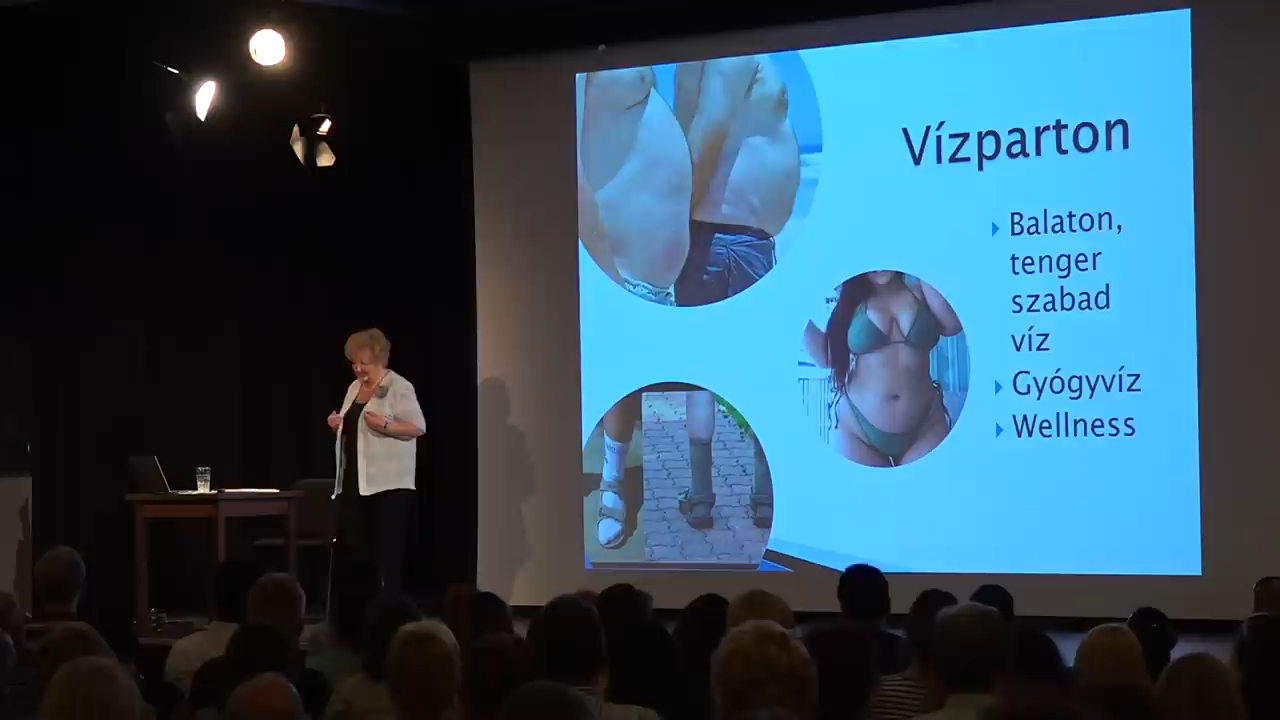 Vízparton
Balaton,
tenger
szabad
víz
Gyógyvíz
Wellness